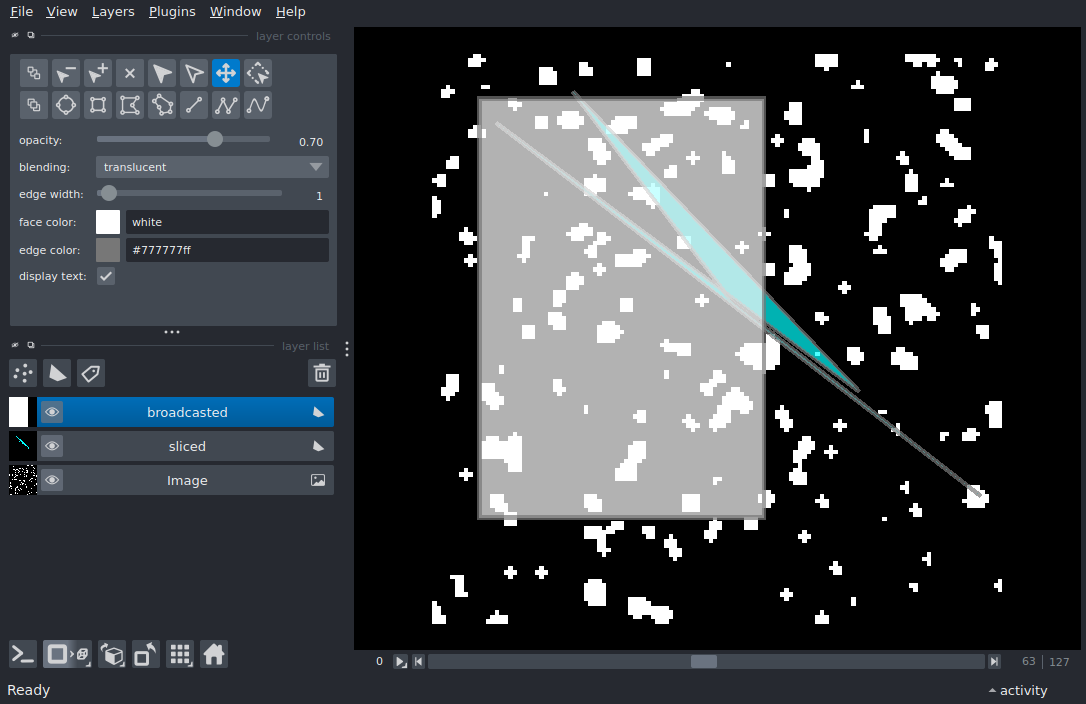 File View Layers Plugins Window Help
layer controls
opacity: 0.70
blending: translucent
edge width: 1
face color: white
edge color: #777777ff
display text:
layer list
broadcasted
sliced
Image
0 63 127
Ready activity